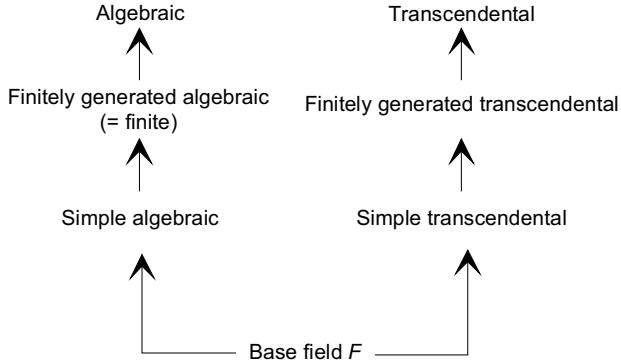 Algebraic
Transcendental
Finitely generated algebraic
(= finite)
Finitely generated transcendental
Simple algebraic
Simple transcendental
Base field F